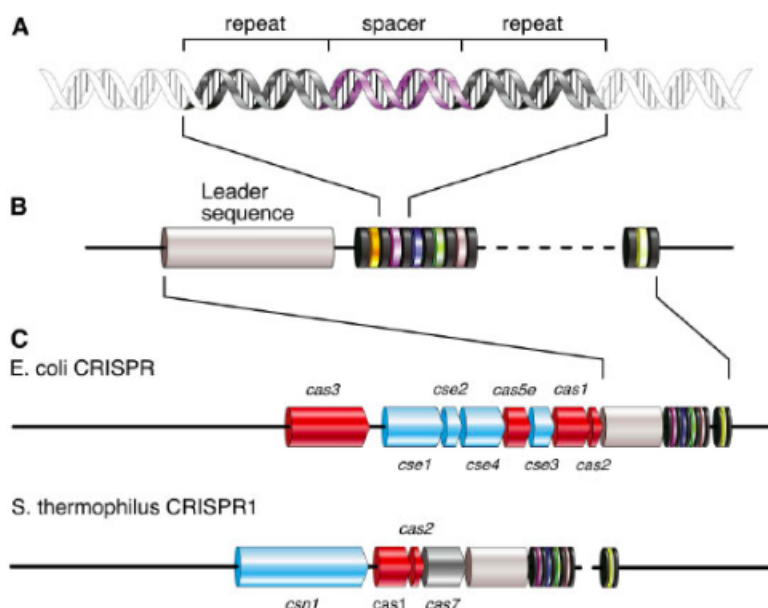 A
repeat spacer repeat
B
Leader
sequence
C
E. coli CRISPR
cas3 cse2 cas5e cas1
cse1 cse4 cse3 cas2
S. thermophilus CRISPR1
cas2
csn1 cas1 cas7